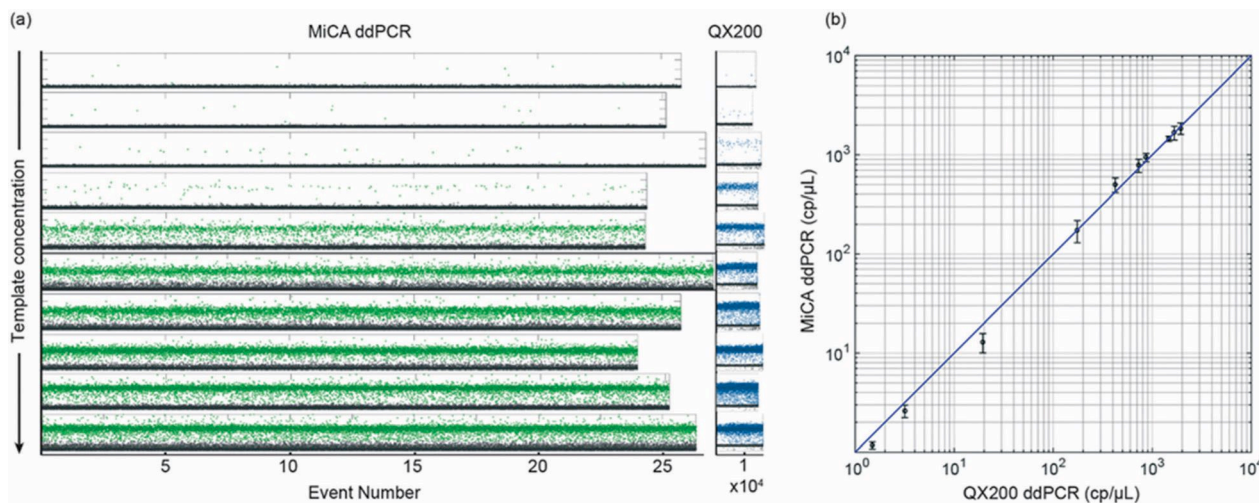 (a)
MiCA ddPCR
QX200
Template concentration
5
10
15
20
25
1
x10⁴
Event Number
(b)
10⁴
10³
10²
10¹
MiCA ddPCR (cp/µL)
10⁰
10¹
10²
10³
10⁴
QX200 ddPCR (cp/µL)